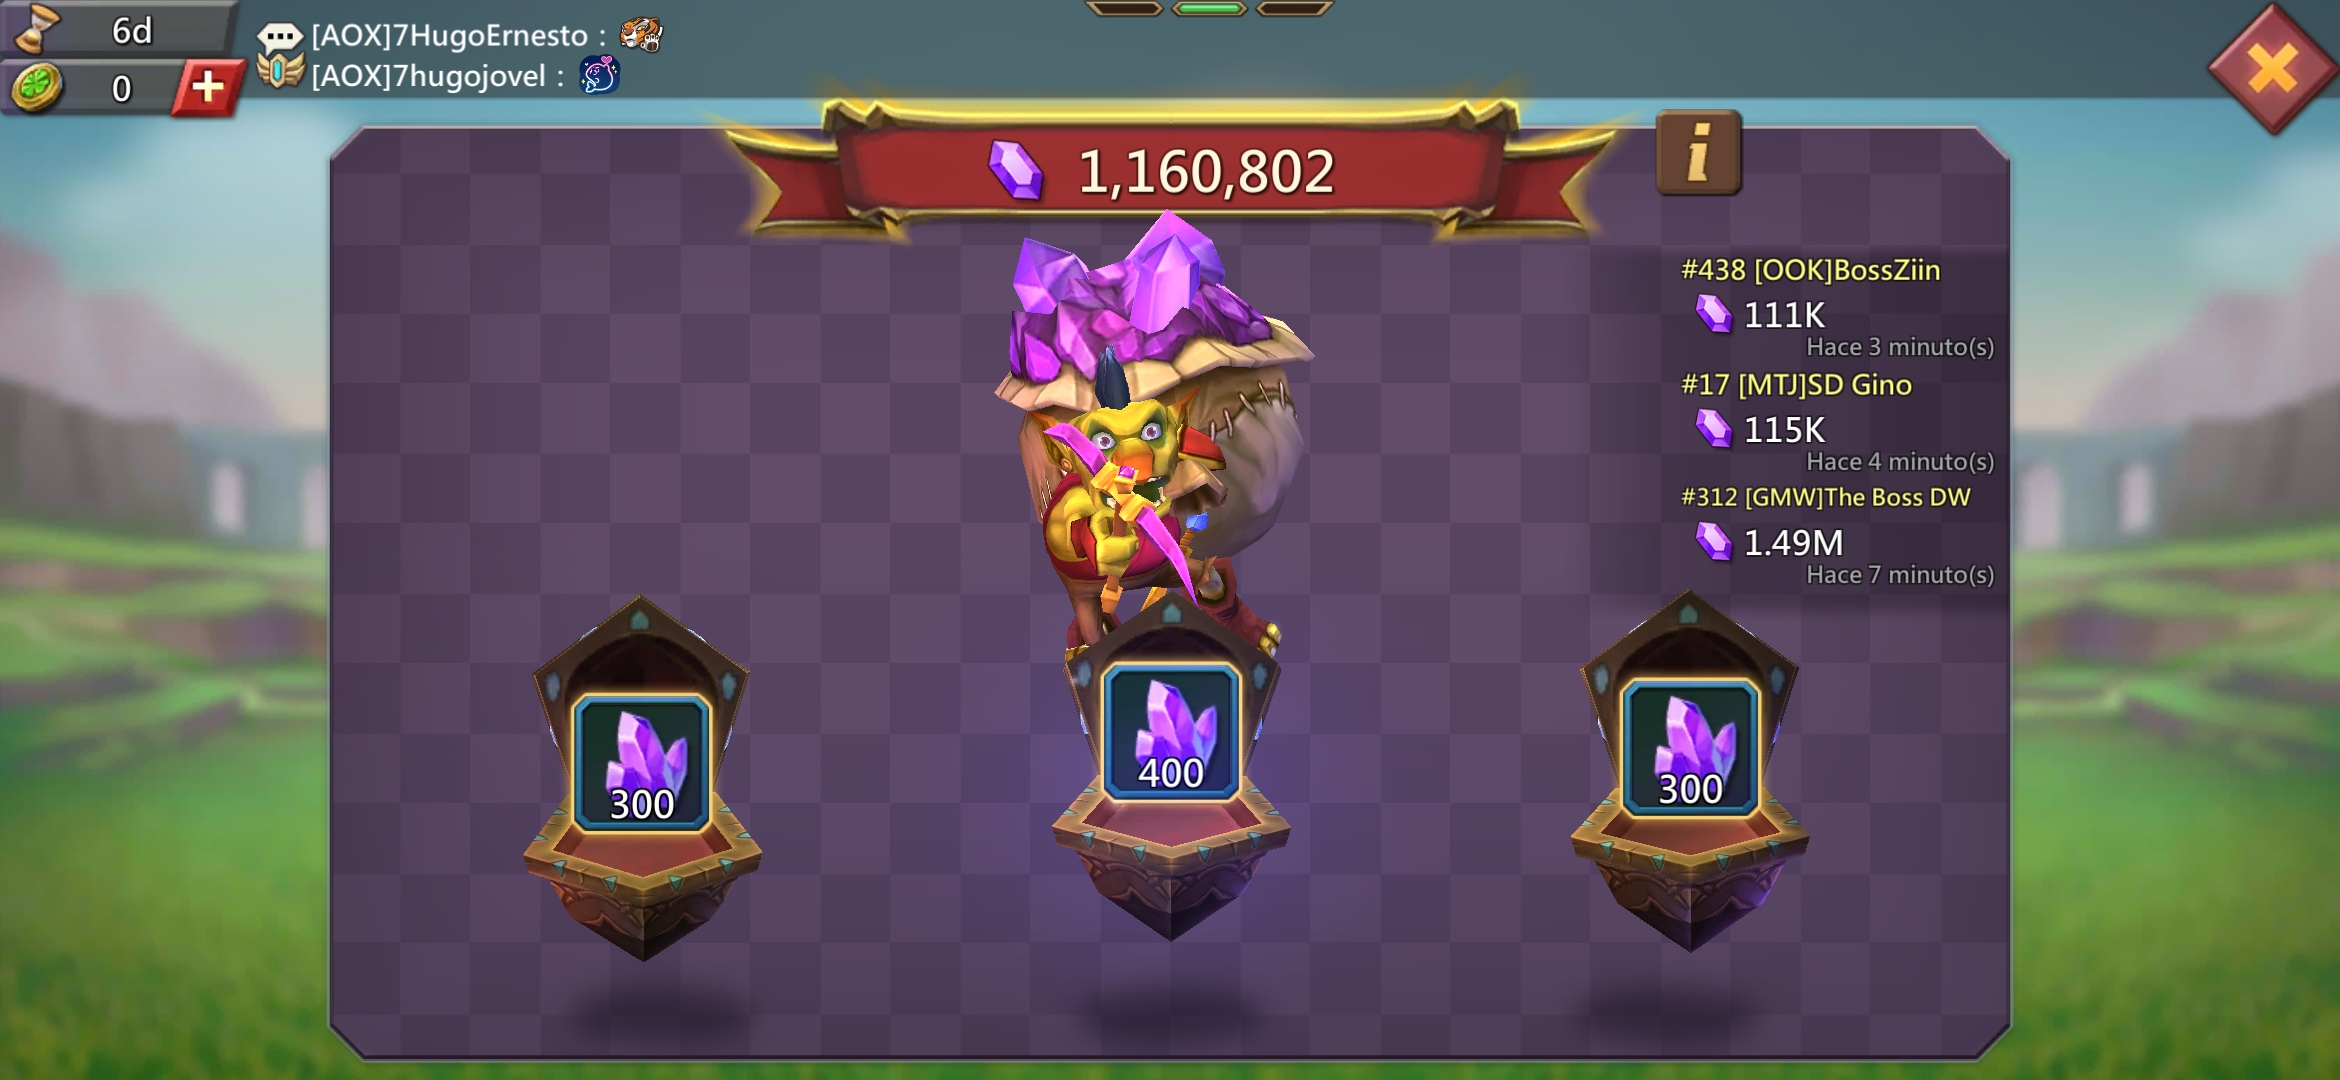 6d
0
[AOX]7HugoErnesto :
[AOX]7hugojovel :
1,160,802
i
#438 [OOK]BossZiin
111K
Hace 3 minuto(s)
#17 [MTJ]SD Gino
115K
Hace 4 minuto(s)
#312 [GMW]The Boss DW
1.49M
Hace 7 minuto(s)
300
400
300